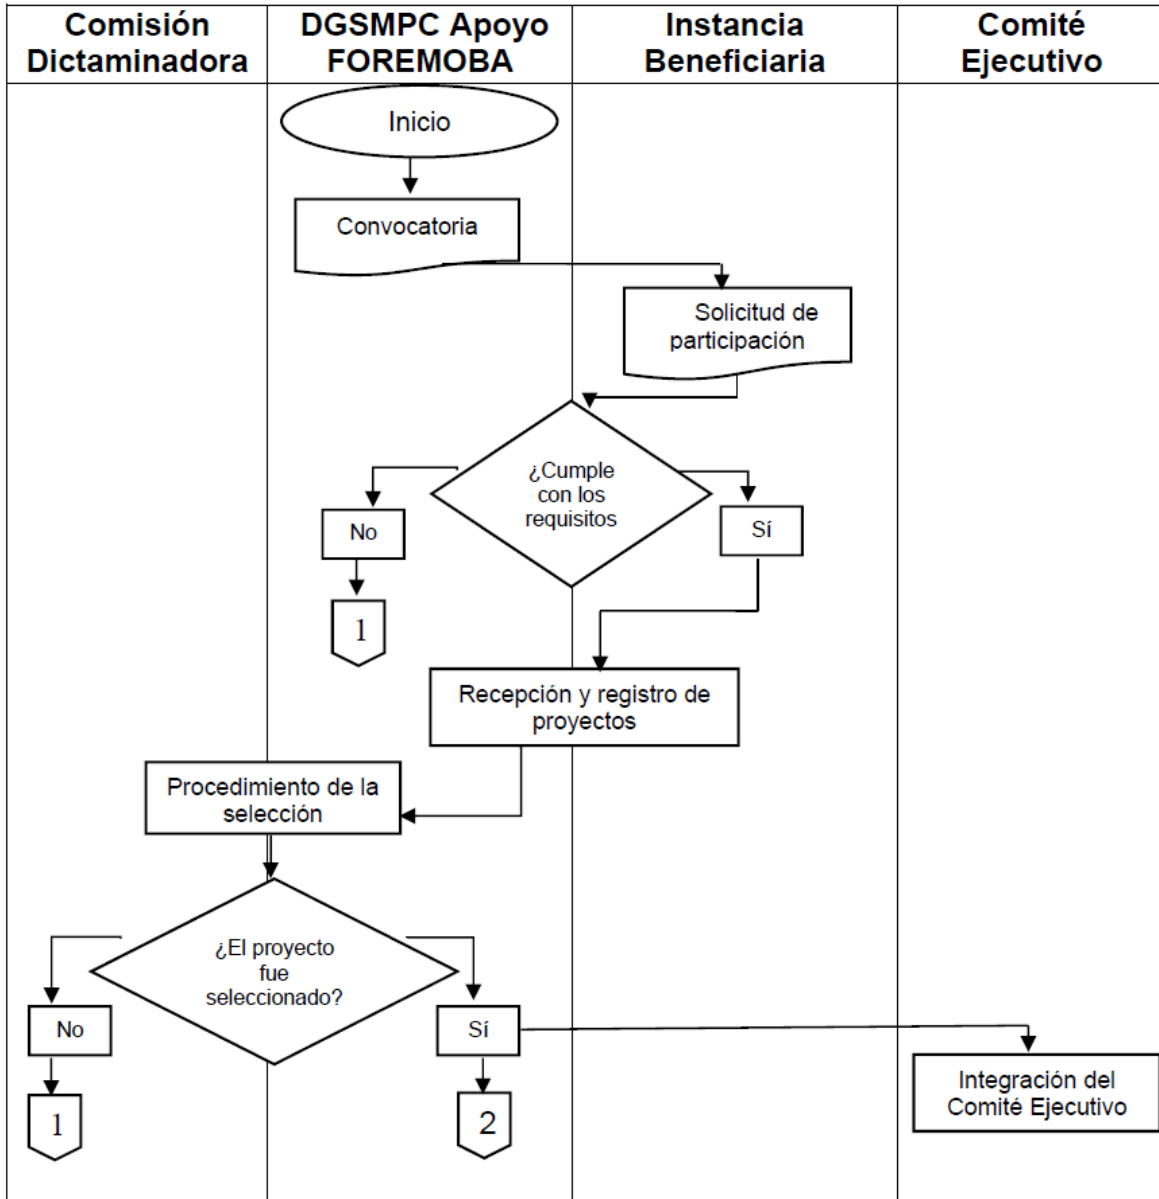 Comisión
Dictaminadora
DGSMPC Apoyo
FOREMOBA
Instancia
Beneficiaria
Comité
Ejecutivo
Inicio
Convocatoria
Solicitud de
participación
¿Cumple
con los
requisitos
No
Sí
1
Recepción y registro de
proyectos
Procedimiento de la
selección
¿El proyecto
fue
seleccionado?
No
Sí
Integración del
Comité Ejecutivo
1
2